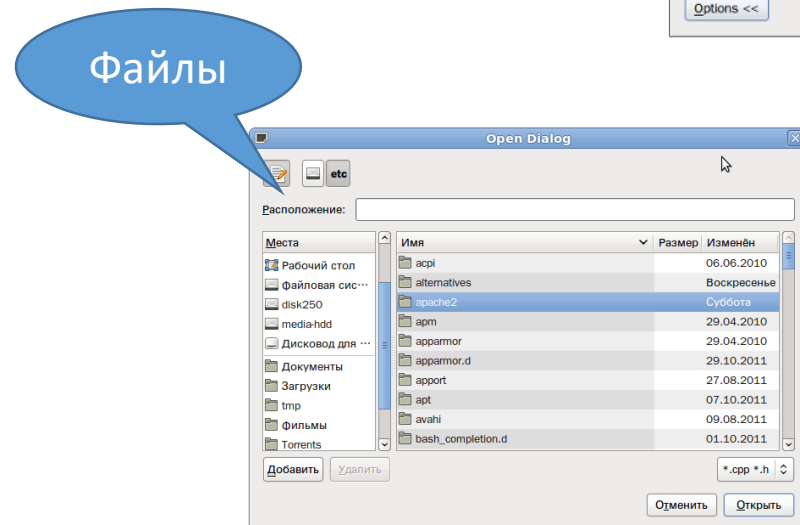 Options <<
Файлы
Open Dialog
etc
Расположение:
Места
Имя Размер Изменён
Рабочий стол
Файловая сис···
disk250
media-hdd
Дисковод для ···
Документы
Загрузки
tmp
Фильмы
Torrents
acpi 06.06.2010
alternatives Воскресенье
apache2 Суббота
apm 29.04.2010
apparmor 29.04.2010
apparmor.d 29.10.2011
apport 27.08.2011
apt 07.10.2011
avahi 09.08.2011
bash_completion.d 01.10.2011
Добавить Удалить *.cpp *.h
Отменить Открыть